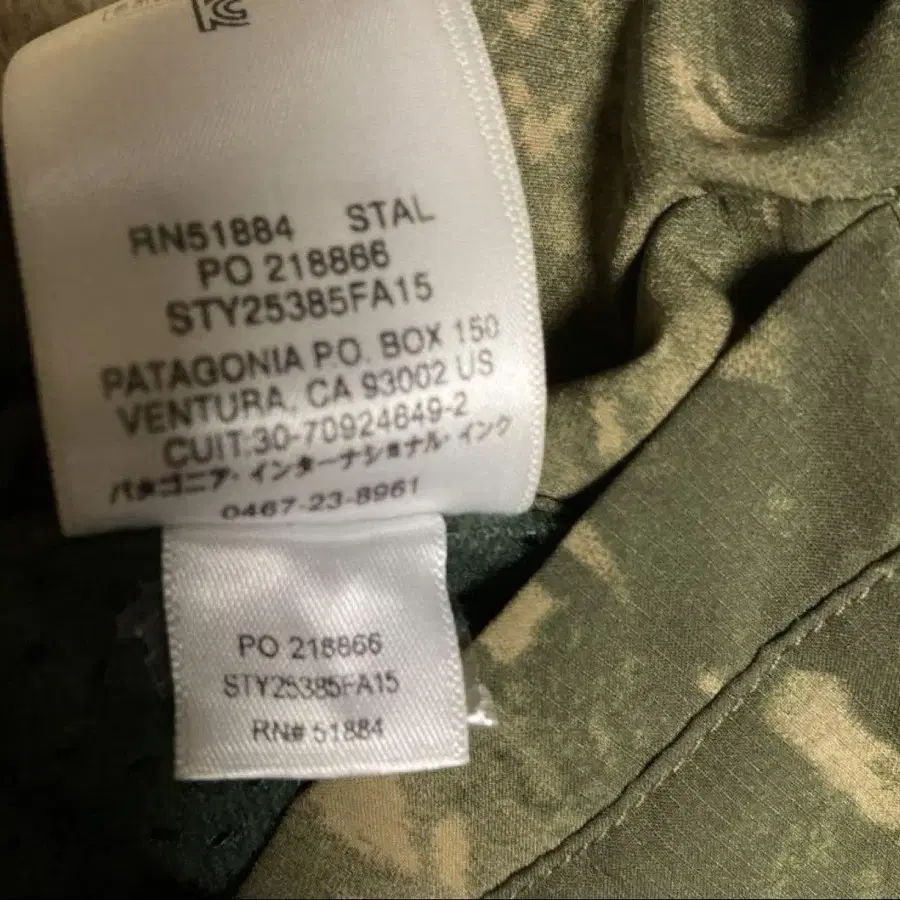 RN51884 STAL
PO 218866
STY25385FA15
PATAGONIA P.O. BOX 150
VENTURA, CA 93002 US
CUIT:30-70924649-2
パタゴニア・インターナショナル・インク
0467-23-8961
PO 218866
STY25385FA15
RN# 51884